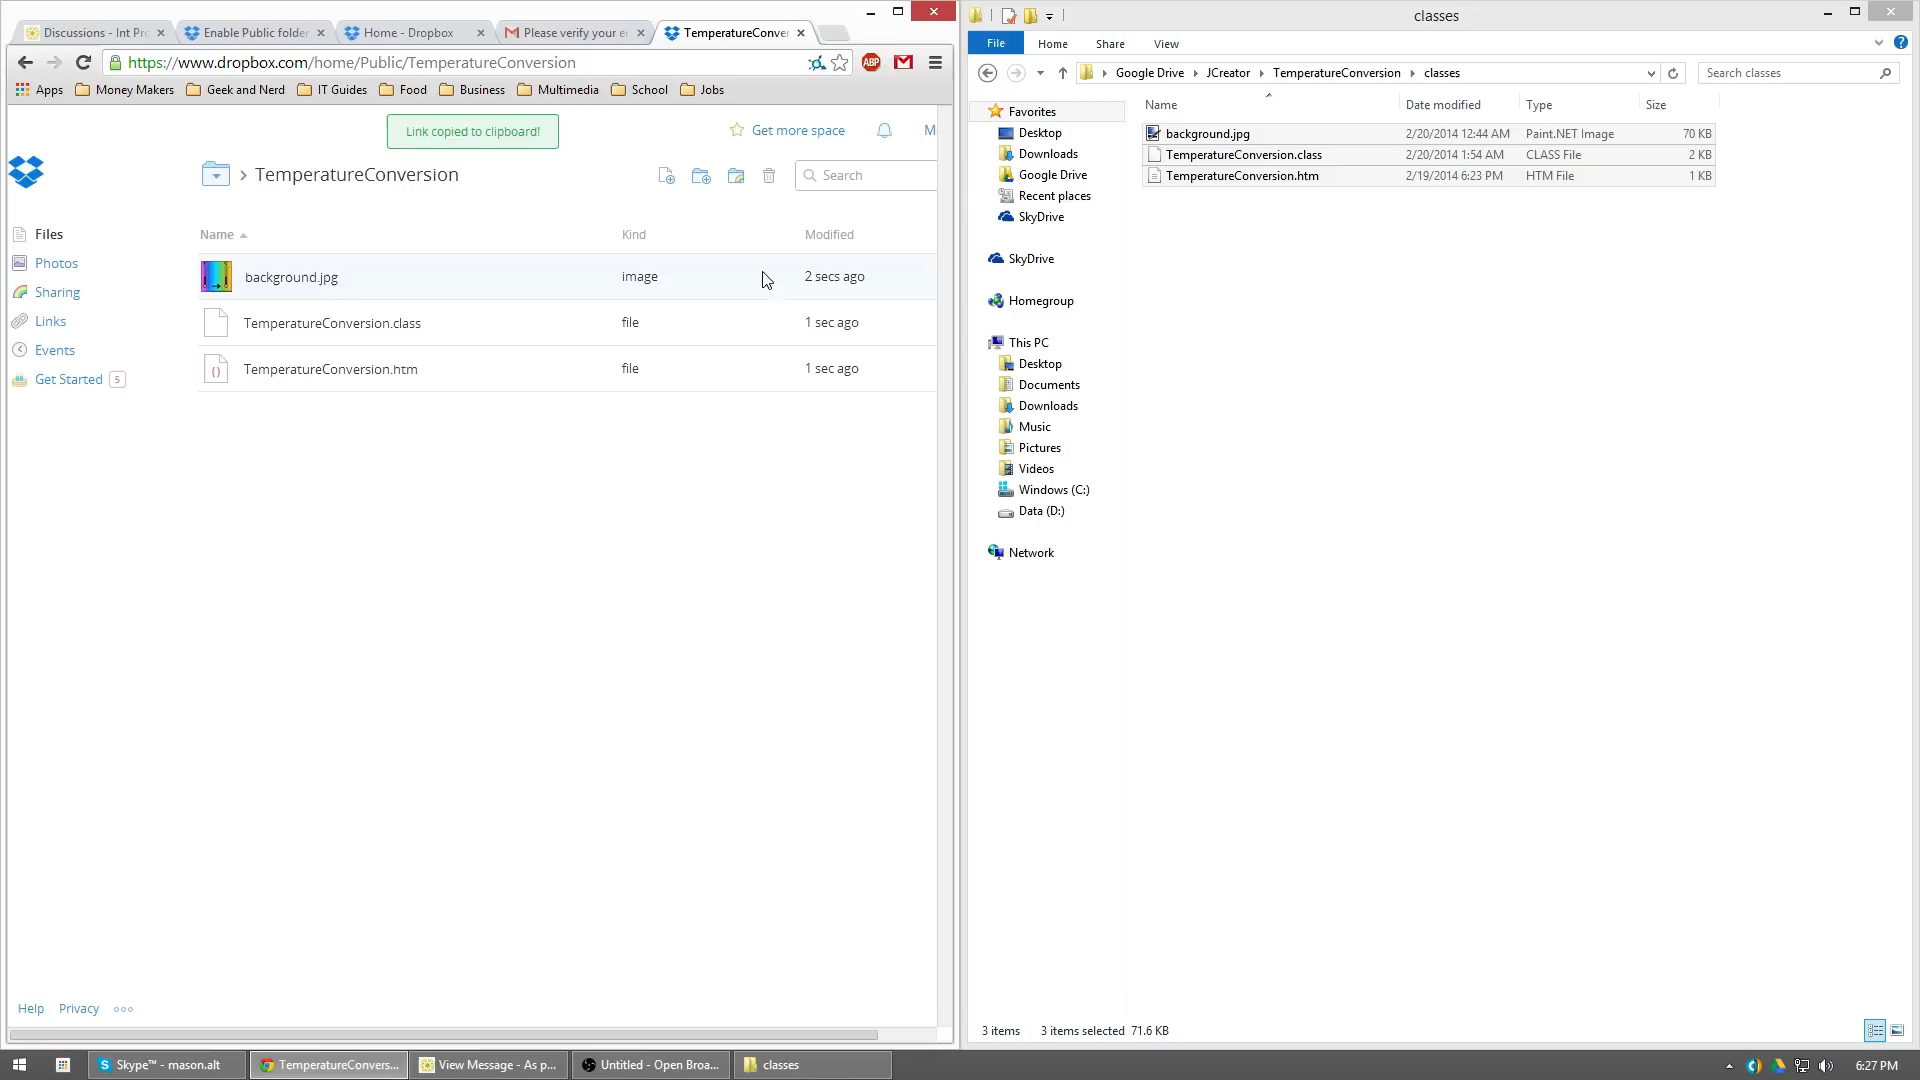 Discussions - Int Pro
Enable Public folder
Home - Dropbox
Please verify your e
TemperatureConver
https://www.dropbox.com/home/Public/TemperatureConversion
ABP
Apps
Money Makers
Geek and Nerd
IT Guides
Food
Business
Multimedia
School
Jobs
Link copied to clipboard!
Get more space
M
TemperatureConversion
Search
Files
Photos
Sharing
Links
Events
Get Started 5
Name Kind Modified
background.jpg image 2 secs ago
TemperatureConversion.class file 1 sec ago
TemperatureConversion.htm file 1 sec ago
Help Privacy
classes
File Home Share View
Google Drive JCreator TemperatureConversion classes
Search classes
Favorites
Desktop
Downloads
Google Drive
Recent places
SkyDrive
SkyDrive
Homegroup
This PC
Desktop
Documents
Downloads
Music
Pictures
Videos
Windows (C:)
Data (D:)
Network
Name Date modified Type Size
background.jpg 2/20/2014 12:44 AM Paint.NET Image 70 KB
TemperatureConversion.class 2/20/2014 1:54 AM CLASS File 2 KB
TemperatureConversion.htm 2/19/2014 6:23 PM HTM File 1 KB
3 items 3 items selected 71.6 KB
Skype™ - mason.alt
TemperatureConvers...
View Message - As p...
Untitled - Open Broa...
classes
6:27 PM